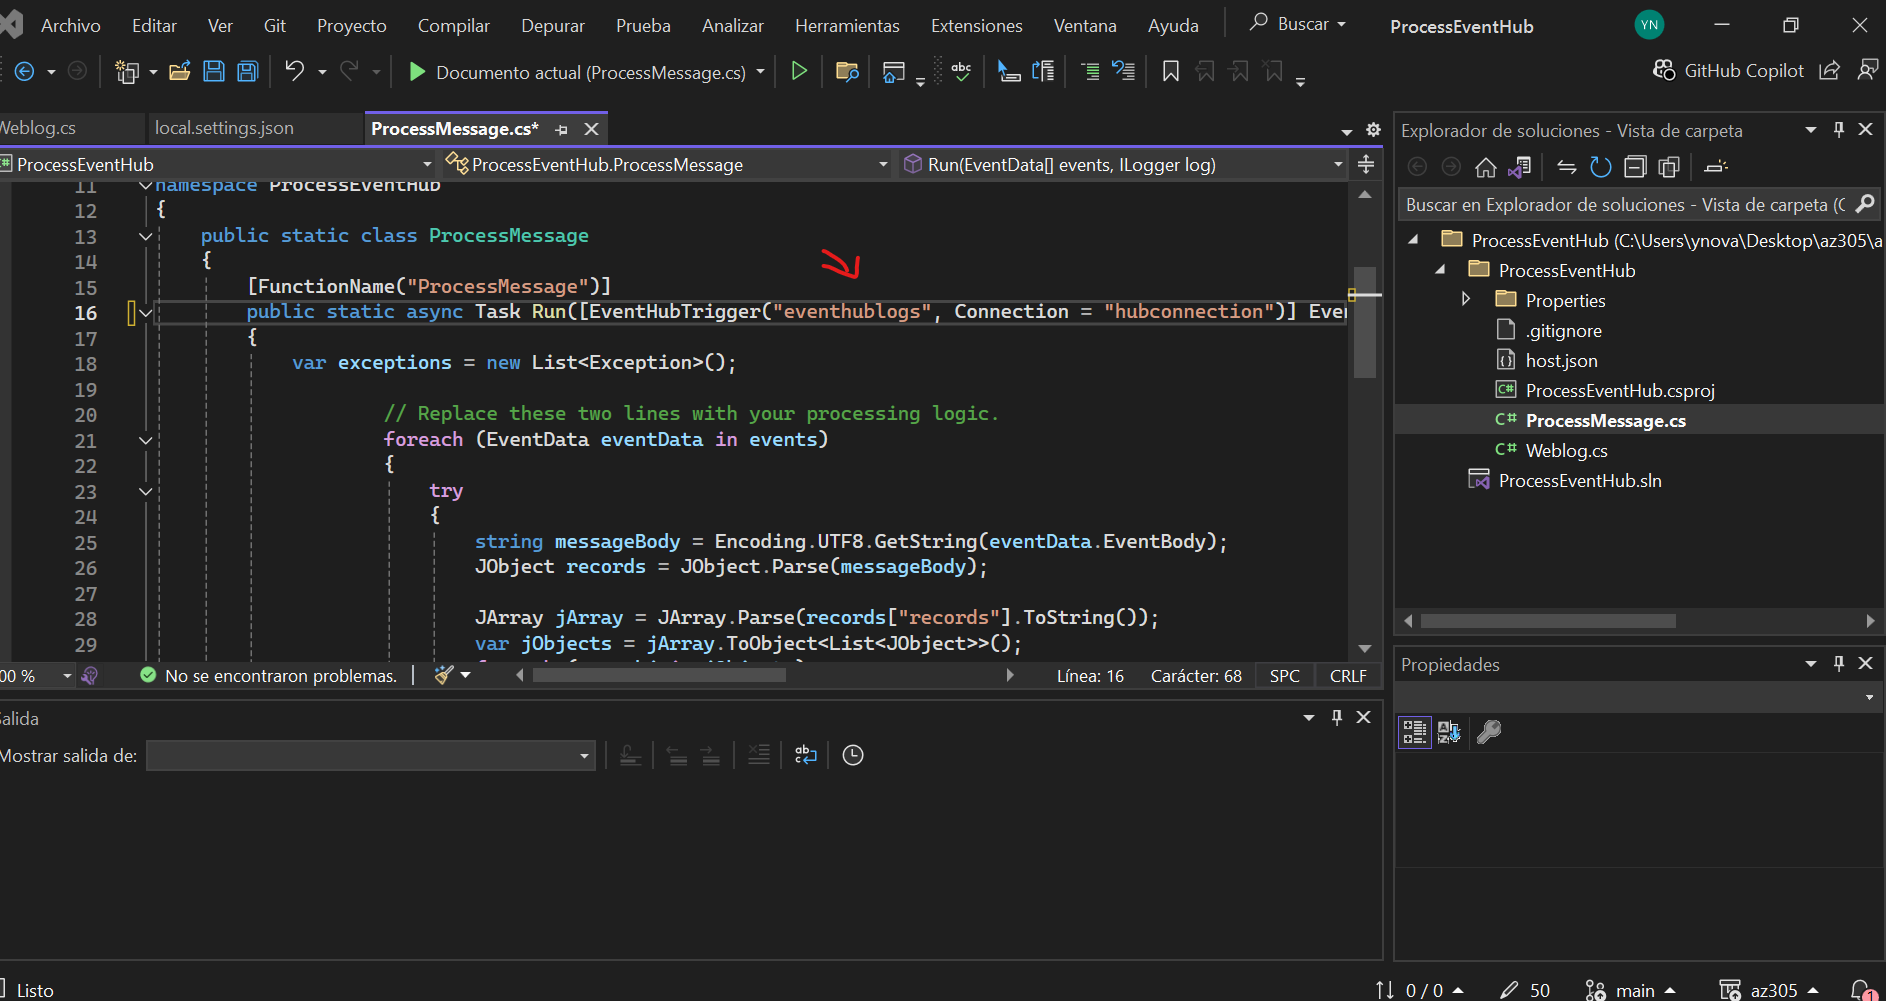 Archivo Editar Ver Git Proyecto Compilar Depurar Prueba Analizar Herramientas Extensiones Ventana Ayuda Buscar ProcessEventHub YN
Documento actual (ProcessMessage.cs) abc GitHub Copilot
Weblog.cs local.settings.json ProcessMessage.cs*
ProcessEventHub ProcessEventHub.ProcessMessage Run(EventData[] events, ILogger log)
11 namespace ProcessEventHub
12 {
13 public static class ProcessMessage
14 {
15 [FunctionName("ProcessMessage")]
16 public static async Task Run([EventHubTrigger("eventhublogs", Connection = "hubconnection")] Even
17 {
18 var exceptions = new List<Exception>();
19
20 // Replace these two lines with your processing logic.
21 foreach (EventData eventData in events)
22 {
23 try
24 {
25 string messageBody = Encoding.UTF8.GetString(eventData.EventBody);
26 JObject records = JObject.Parse(messageBody);
27
28 JArray jArray = JArray.Parse(records["records"].ToString());
29 var jObjects = jArray.ToObject<List<JObject>>();
00 % No se encontraron problemas. Línea: 16 Carácter: 68 SPC CRLF
Salida
Mostrar salida de:
Explorador de soluciones - Vista de carpeta
Buscar en Explorador de soluciones - Vista de carpeta (C
ProcessEventHub (C:\Users\ynova\Desktop\az305\a
ProcessEventHub
Properties
.gitignore
host.json
ProcessEventHub.csproj
C# ProcessMessage.cs
C# Weblog.cs
ProcessEventHub.sln
Propiedades
Listo 0 / 0 50 main az305 1